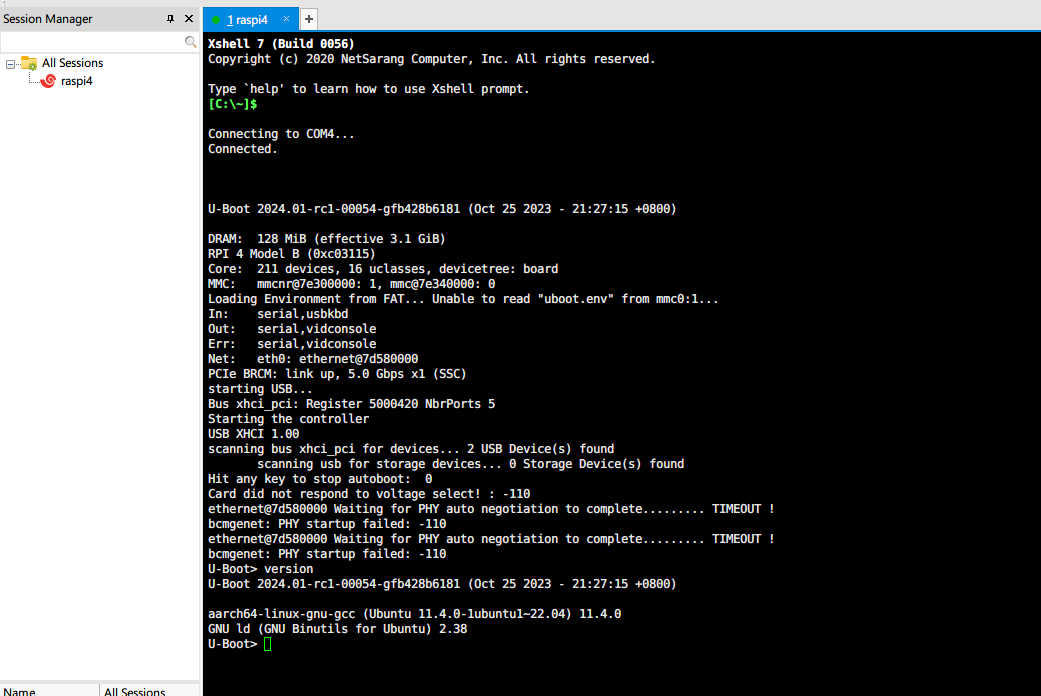 Session Manager
All Sessions
raspi4
Name
All Sessions
1 raspi4
Xshell 7 (Build 0056)
Copyright (c) 2020 NetSarang Computer, Inc. All rights reserved.
Type `help' to learn how to use Xshell prompt.
[C:\~]$
Connecting to COM4...
Connected.
U-Boot 2024.01-rc1-00054-gfb428b6181 (Oct 25 2023 - 21:27:15 +0800)
DRAM:  128 MiB (effective 3.1 GiB)
RPI 4 Model B (0xc03115)
Core:  211 devices, 16 uclasses, devicetree: board
MMC:   mmcnr@7e300000: 1, mmc@7e340000: 0
Loading Environment from FAT... Unable to read "uboot.env" from mmc0:1...
In:    serial,usbkbd
Out:   serial,vidconsole
Err:   serial,vidconsole
Net:   eth0: ethernet@7d580000
PCIe BRCM: link up, 5.0 Gbps x1 (SSC)
starting USB...
Bus xhci_pci: Register 5000420 NbrPorts 5
Starting the controller
USB XHCI 1.00
scanning bus xhci_pci for devices... 2 USB Device(s) found
       scanning usb for storage devices... 0 Storage Device(s) found
Hit any key to stop autoboot:  0
Card did not respond to voltage select! : -110
ethernet@7d580000 Waiting for PHY auto negotiation to complete......... TIMEOUT !
bcmgenet: PHY startup failed: -110
ethernet@7d580000 Waiting for PHY auto negotiation to complete......... TIMEOUT !
bcmgenet: PHY startup failed: -110
U-Boot> version
U-Boot 2024.01-rc1-00054-gfb428b6181 (Oct 25 2023 - 21:27:15 +0800)
aarch64-linux-gnu-gcc (Ubuntu 11.4.0-1ubuntu1~22.04) 11.4.0
GNU ld (GNU Binutils for Ubuntu) 2.38
U-Boot>